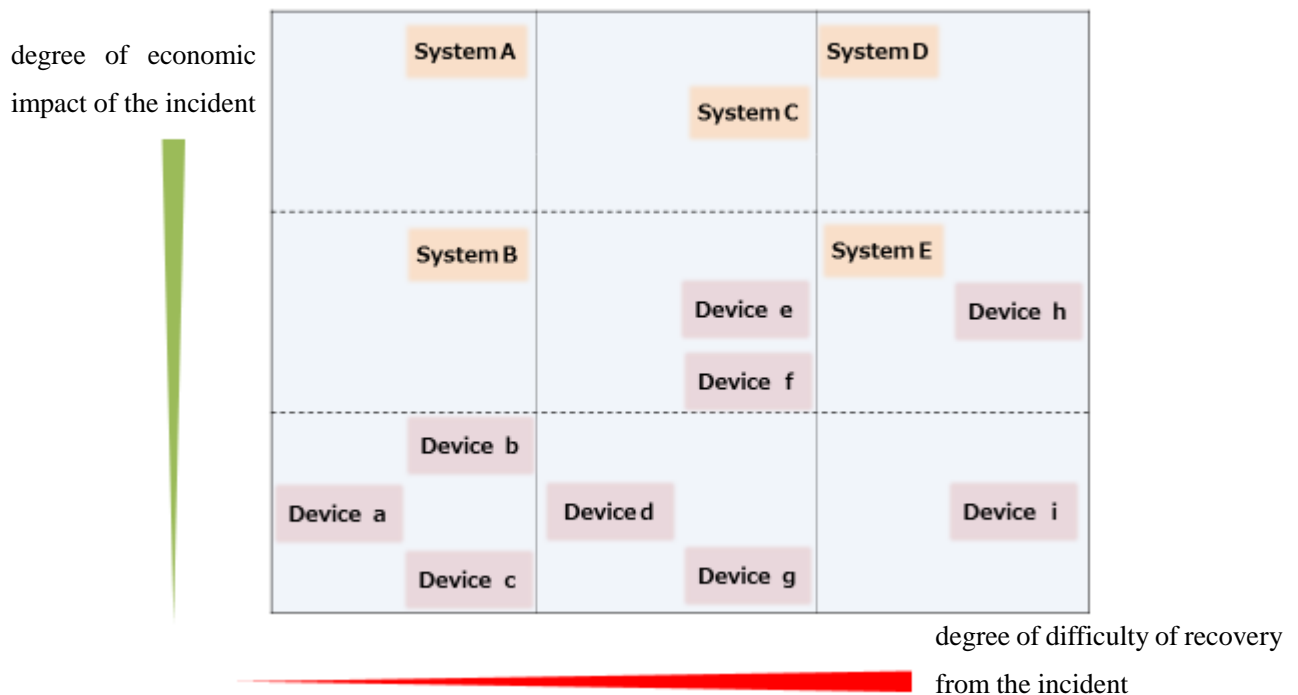 degree of economic
impact of the incident
System A
System D
System C
System B
System E
Device e
Device h
Device f
Device b
Device a
Device d
Device i
Device c
Device g
degree of difficulty of recovery
from the incident